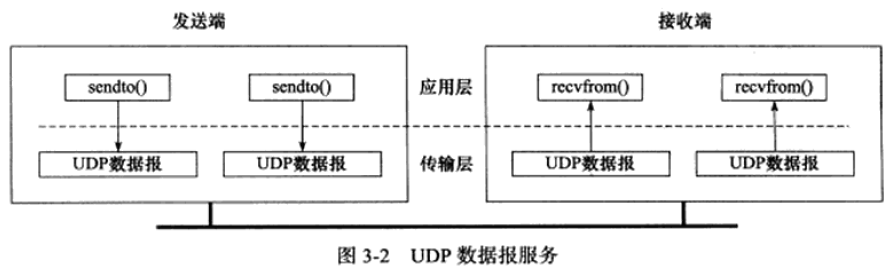 发送端 接收端
sendto() sendto() 应用层 recvfrom() recvfrom()
UDP数据报 UDP数据报 传输层 UDP数据报 UDP数据报
图 3-2 UDP 数据报服务